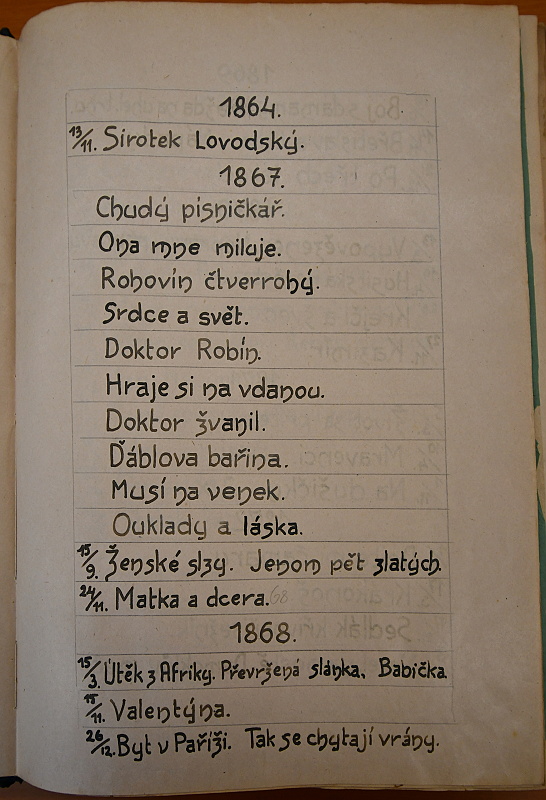 1864.
13/11. Sirotek Lovodský.
1867.
Chudý písničkář.
Ona mne miluje.
Rohovín čtverrohý.
Srdce a svět.
Doktor Robín.
Hraje si na vdanou.
Doktor žvanil.
Ďáblova bařina.
Musí na venek.
Ouklady a láska.
15/9. Ženské slzy. Jenom pět zlatých.
24/11. Matka a dcera. 68
1868.
15/3. Útěk z Afriky. Převržená slánka. Babička.
15/11. Valentýna.
26/12. Byt v Paříži. Tak se chytají vrány.